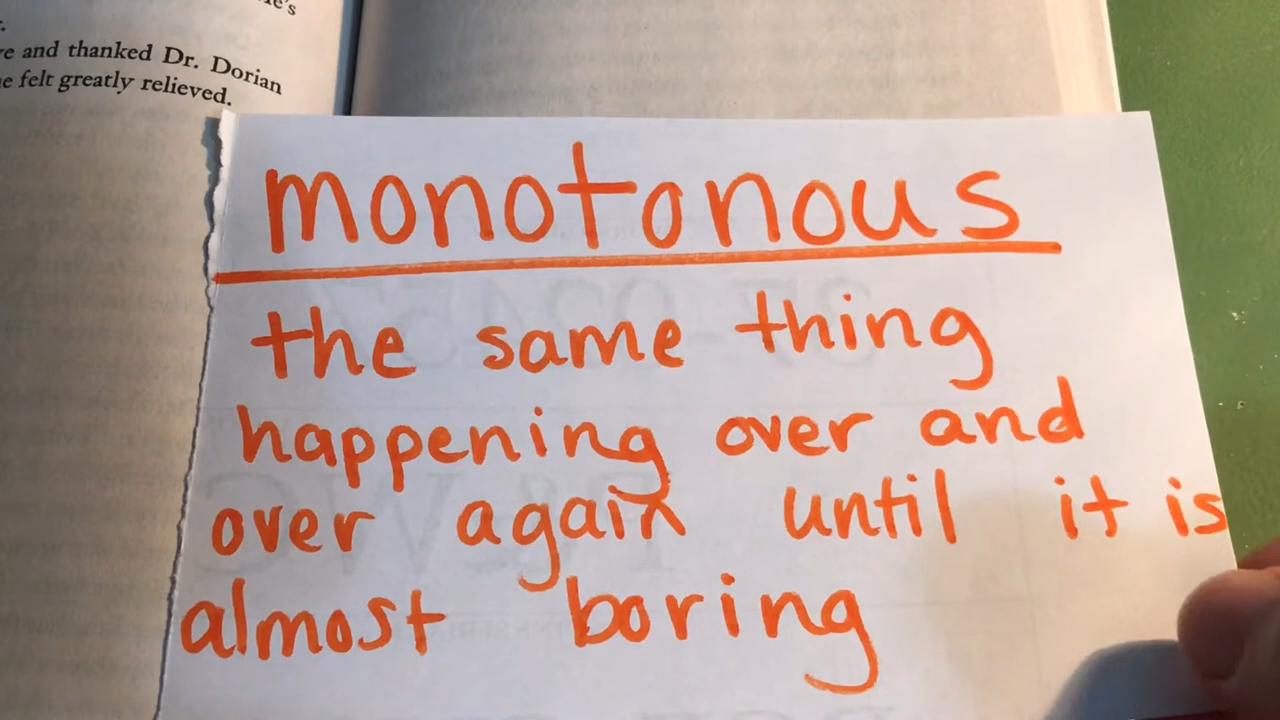 re and thanked Dr. Dorian
e felt greatly relieved.
monotonous
the same thing
happening over and
over again until it is
almost boring